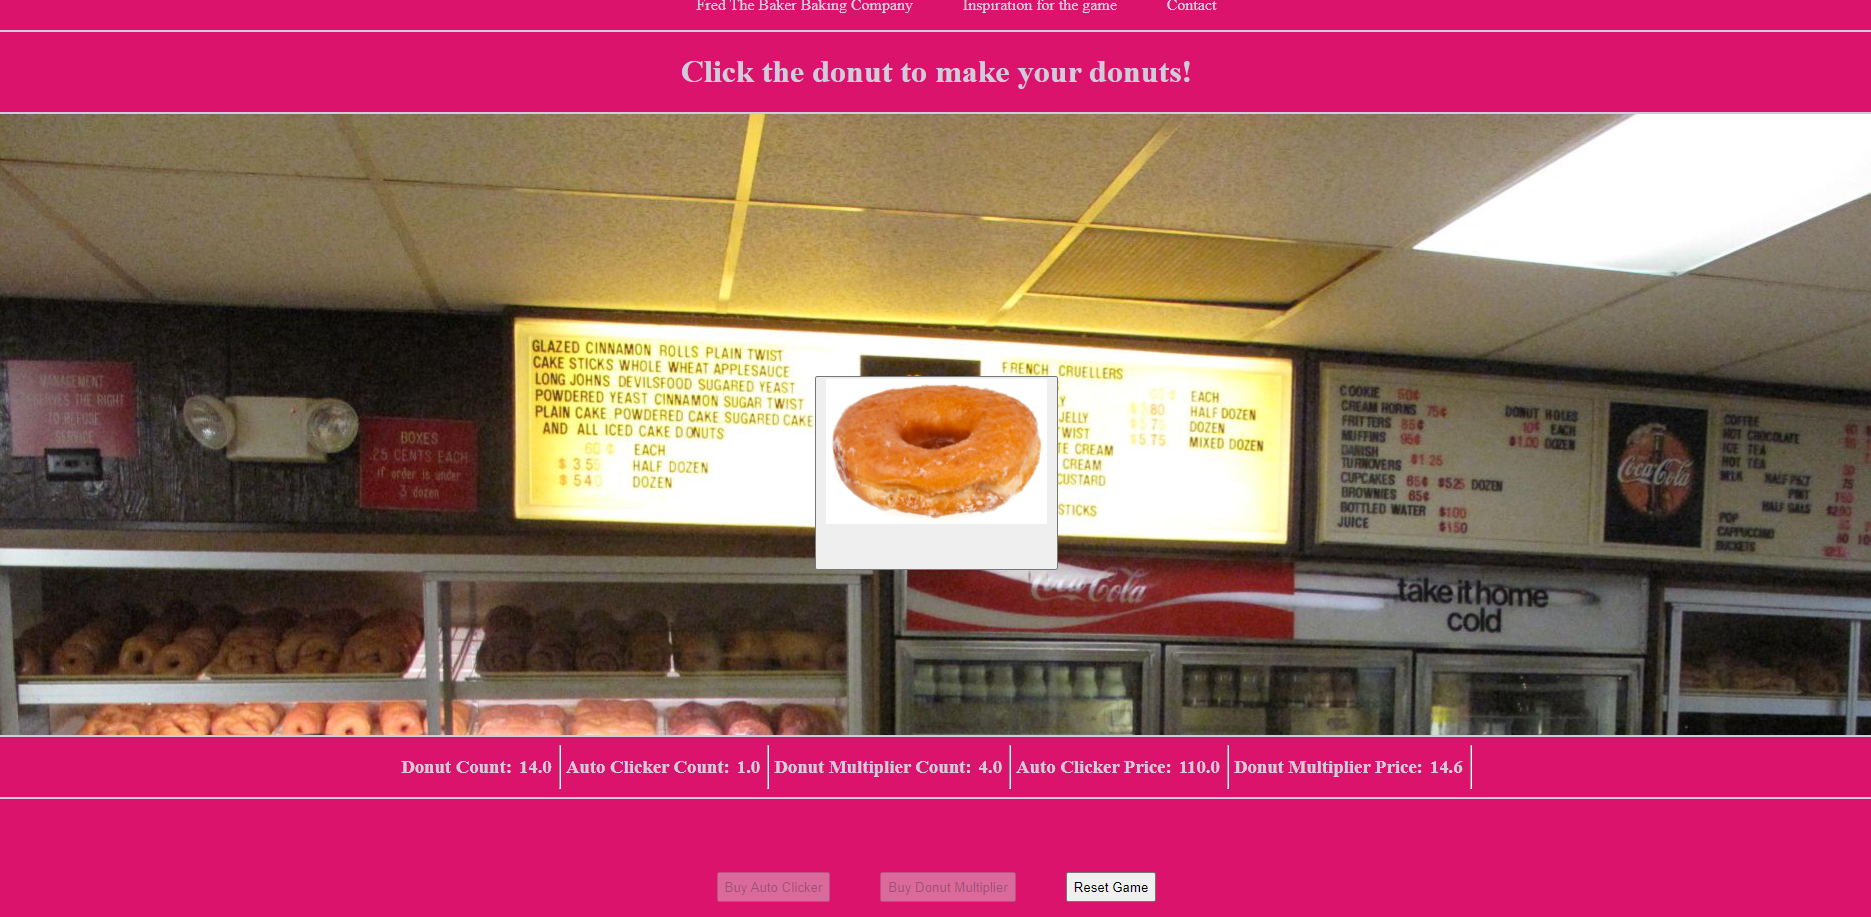 Fred The Baker Baking Company Inspiration for the game Contact
Click the donut to make your donuts!
MANAGEMENT
RESERVES THE RIGHT
TO REFUSE
SERVICE
BOXES
.25 CENTS EACH
if order is under
3 dozen
GLAZED CINNAMON ROLLS PLAIN TWIST
CAKE STICKS WHOLE WHEAT APPLESAUCE
LONG JOHNS DEVILSFOOD SUGARED YEAST
POWDERED YEAST CINNAMON SUGAR TWIST
PLAIN CAKE POWDERED CAKE SUGARED CAKE
AND ALL ICED CAKE DONUTS
60 ¢ EACH
$ 3.55 HALF DOZEN
$ 5.40 DOZEN
FRENCH CRUELLERS
JELLY
TWIST
CREAM
CREAM
CUSTARD
STICKS
EACH
HALF DOZEN
$5.75 DOZEN
$5.75 MIXED DOZEN
COOKIE 50¢
CREAM HORNS 75¢
FRITTERS 85¢
MUFFINS 95¢
DANISH
TURNOVERS $1.25
CUPCAKES 65¢ $5.25 DOZEN
BROWNIES 85¢
BOTTLED WATER $1.00
JUICE $1.50
DONUT HOLES
10¢ EACH
$1.00 DOZEN
Coca-Cola
COFFEE
HOT CHOCOLATE
ICE TEA
HOT TEA
MILK HALF PINT
PINT
HALF GALS
POP
CAPPUCCINO
BUCKETS
Coca-Cola
take it home
cold
Donut Count: 14.0 Auto Clicker Count: 1.0 Donut Multiplier Count: 4.0 Auto Clicker Price: 110.0 Donut Multiplier Price: 14.6
Buy Auto Clicker Buy Donut Multiplier Reset Game